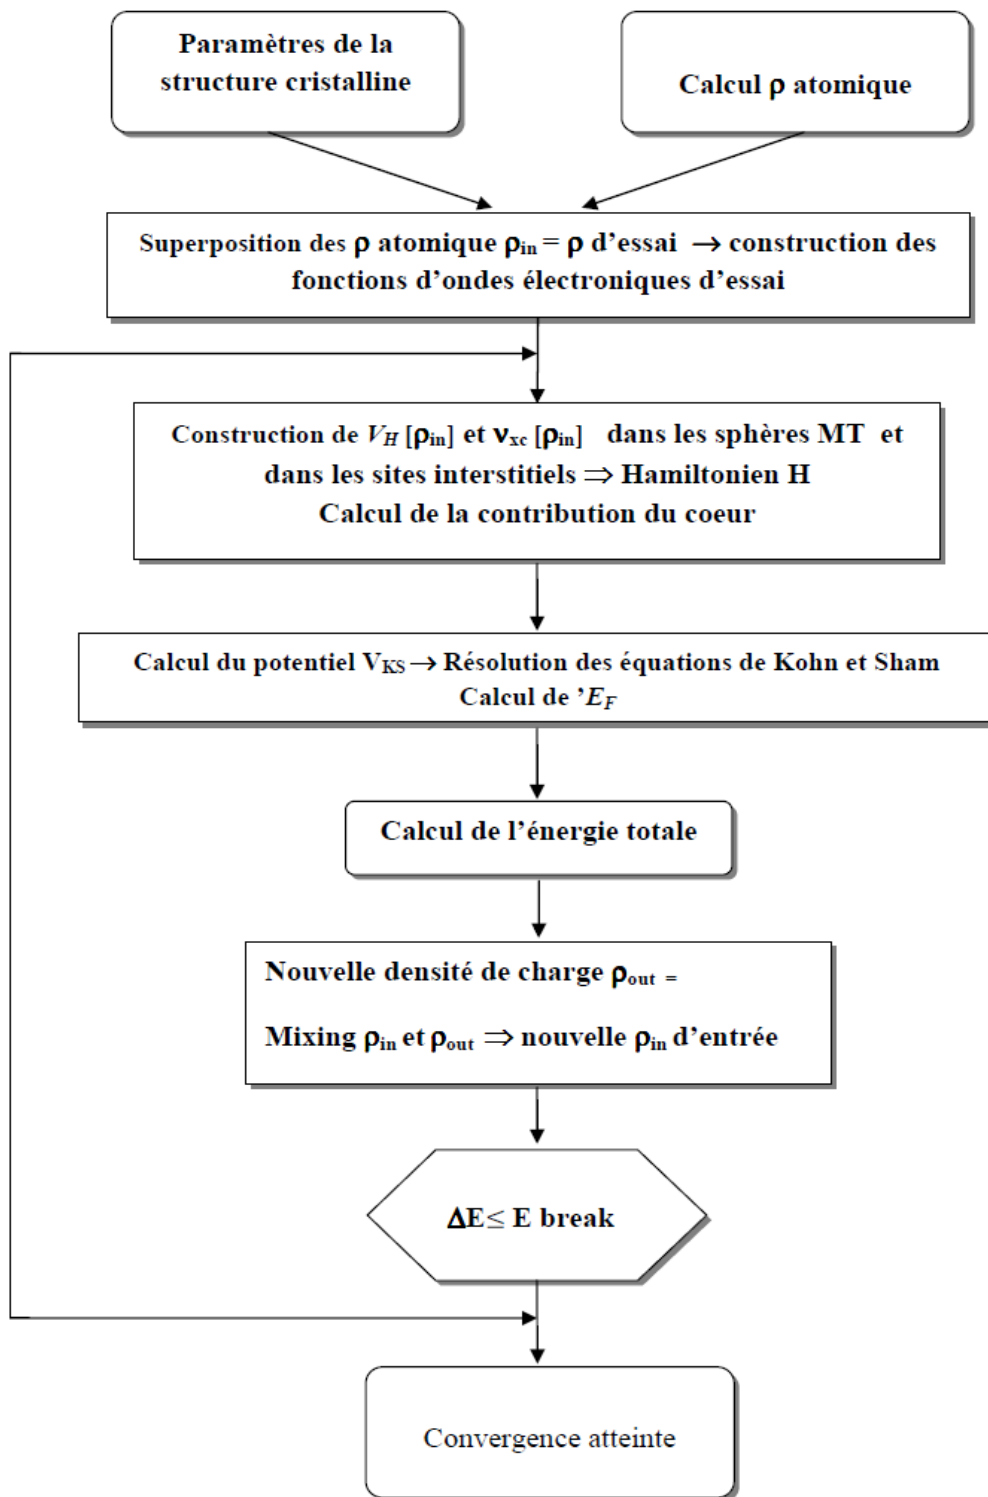 Paramètres de la
structure cristalline
Calcul ρ atomique
Superposition des ρ atomique ρin = ρ d’essai → construction des
fonctions d’ondes électroniques d’essai
Construction de VH [ρin] et νxc [ρin] dans les sphères MT et
dans les sites interstitiels ⇒ Hamiltonien H
Calcul de la contribution du coeur
Calcul du potentiel VKS → Résolution des équations de Kohn et Sham
Calcul de ’EF
Calcul de l’énergie totale
Nouvelle densité de charge ρout =
Mixing ρin et ρout ⇒ nouvelle ρin d’entrée
ΔE≤ E break
Convergence atteinte